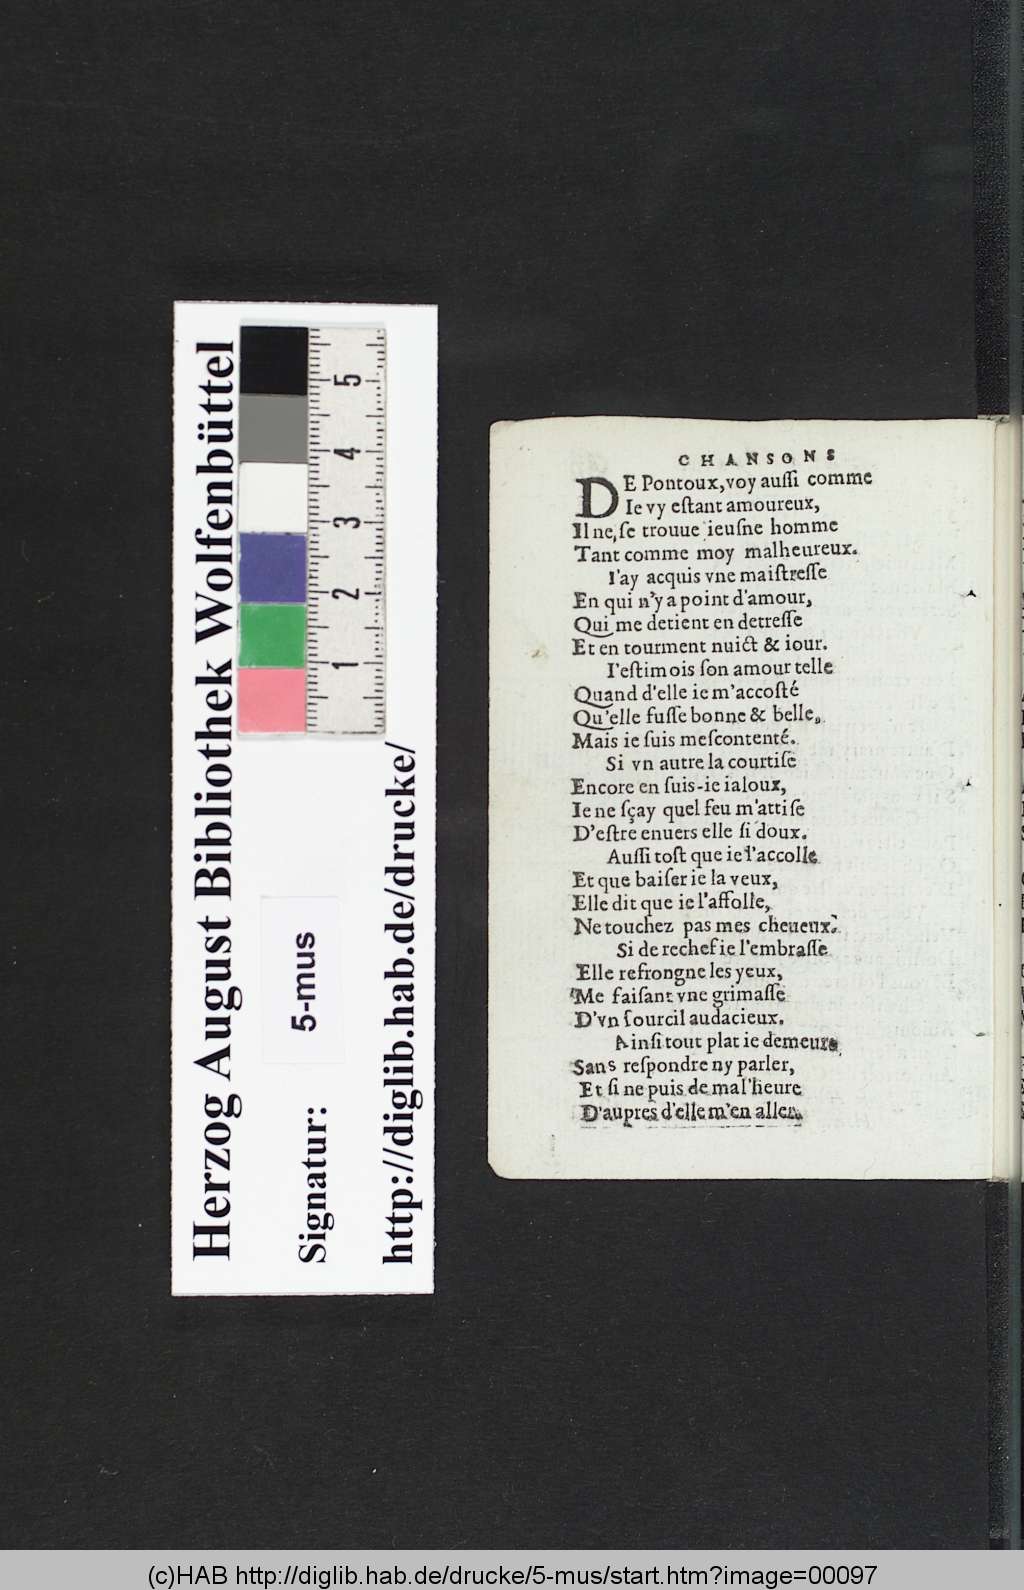 Herzog August Bibliothek Wolfenbüttel
Signatur: 5-mus
http://diglib.hab.de/drucke/
5
4
3
2
1
CHANSONS
DE Pontoux, voy auſſi comme
Ie vy eſtant amoureux,
Il ne ſe trouue ieuſne homme
Tant comme moy malheureux.
I'ay acquis vne maiſtreſſe
En qui n'y a point d'amour,
Qui me detient en detreſſe
Et en tourment nuict & iour.
I'eſtimois ſon amour telle
Quand d'elle ie m'accoſté
Qu'elle fuſſe bonne & belle,
Mais ie ſuis meſcontenté.
Si vn autre la courtiſe
Encore en ſuis-ie ialoux,
Ie ne ſçay quel feu m'attiſe
D'eſtre enuers elle ſi doux.
Auſſi toſt que ie l'accolle
Et que baiſer ie la veux,
Elle dit que ie l'affolle,
Ne touchez pas mes cheueux.
Si de rechef ie l'embraſſe
Elle refrongne les yeux,
Me faiſant vne grimaſſe
D'vn ſourcil audacieux.
Ainſi tout plat ie demeure
Sans reſpondre ny parler,
Et ſi ne puis de mal'heure
D'aupres d'elle m'en aller.
(c)HAB http://diglib.hab.de/drucke/5-mus/start.htm?image=00097